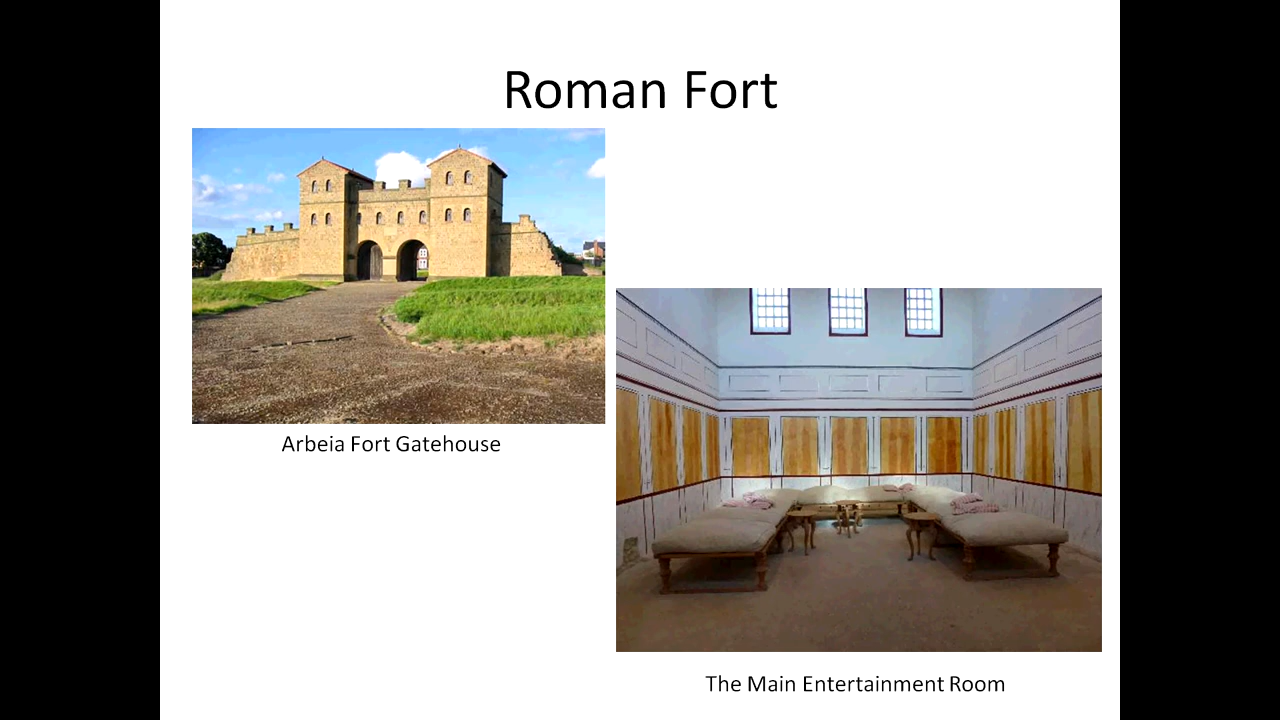 Roman Fort
Arbeia Fort Gatehouse
The Main Entertainment Room